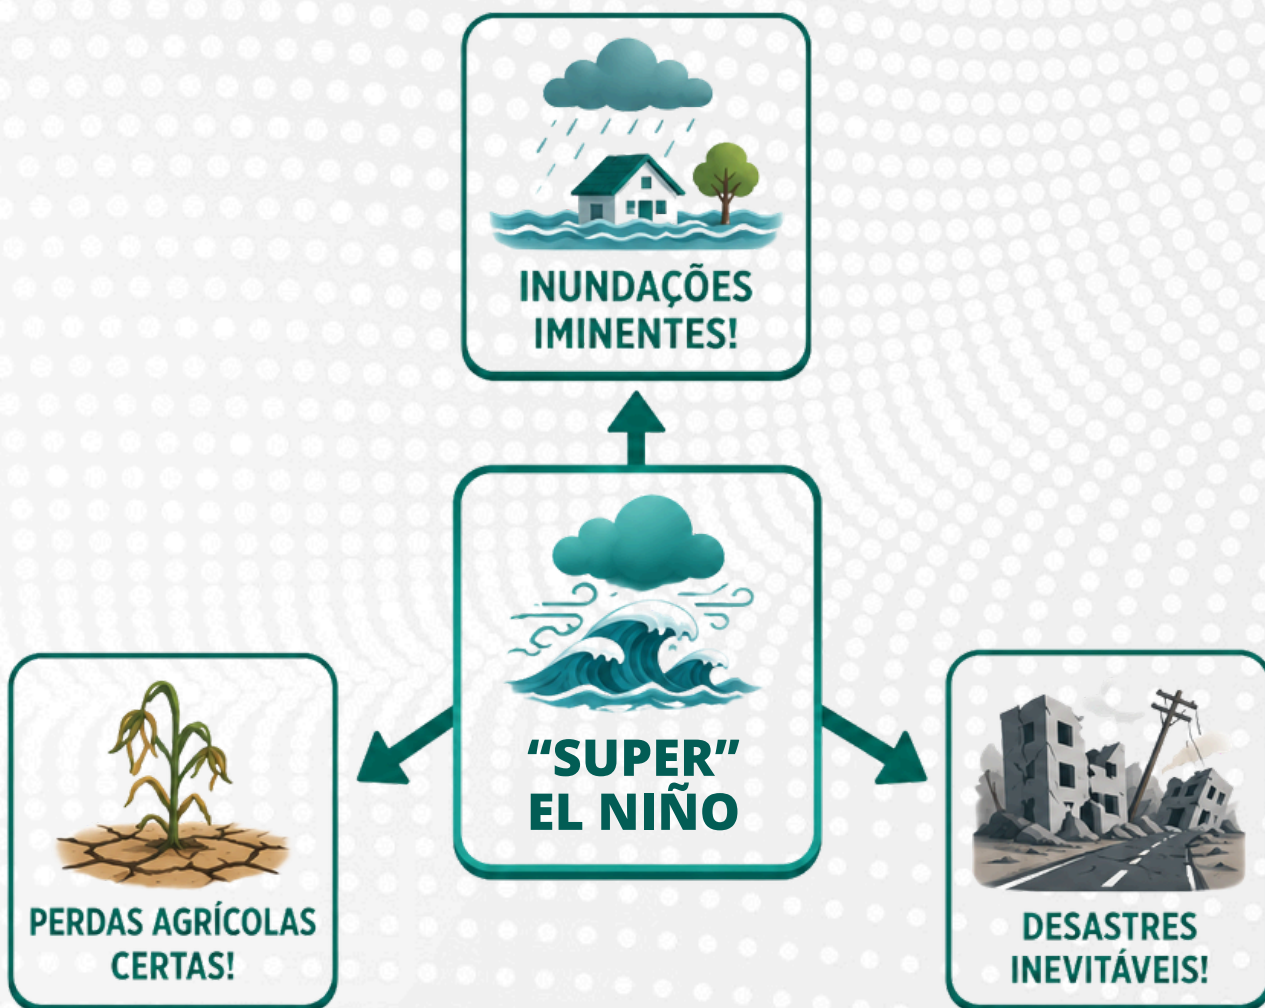 INUNDAÇÕES
IMINENTES!
“SUPER”
EL NIÑO
PERDAS AGRÍCOLAS
CERTAS!
DESASTRES
INEVITÁVEIS!